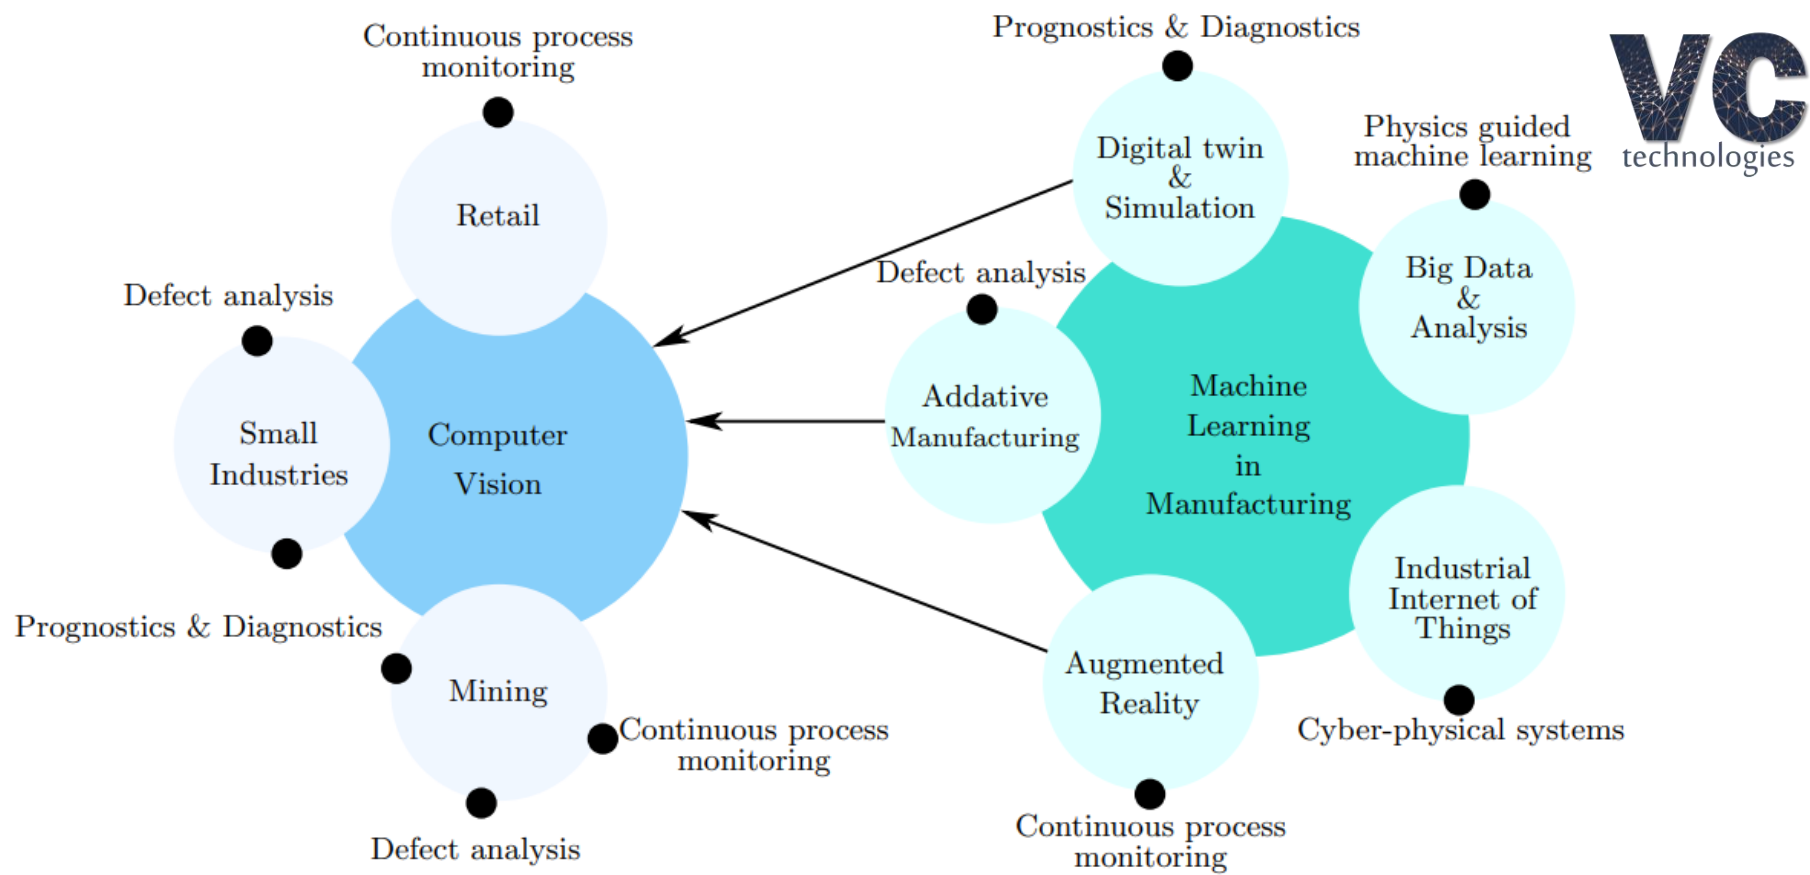 Continuous process
monitoring
Retail
Defect analysis
Small
Industries
Prognostics & Diagnostics
Computer
Vision
Mining
Continuous process
monitoring
Defect analysis
Prognostics & Diagnostics
Digital twin
&
Simulation
Defect analysis
Addative
Manufacturing
Machine
Learning
in
Manufacturing
Physics guided
machine learning
Big Data
&
Analysis
Industrial
Internet of
Things
Cyber-physical systems
Augmented
Reality
Continuous process
monitoring
VC
technologies